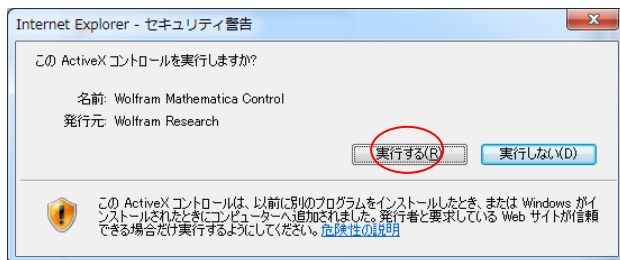 Internet Explorer - セキュリティ警告
この ActiveX コントロールを実行しますか?
名前: Wolfram Mathematica Control
発行元: Wolfram Research
実行する(R) 実行しない(D)
この ActiveX コントロールは、以前に別のプログラムをインストールしたとき、または Windows がイ
ンストールされたときにコンピューターへ追加されました。発行者と要求している Web サイトが信頼
できる場合だけ実行するようにしてください。危険性の説明